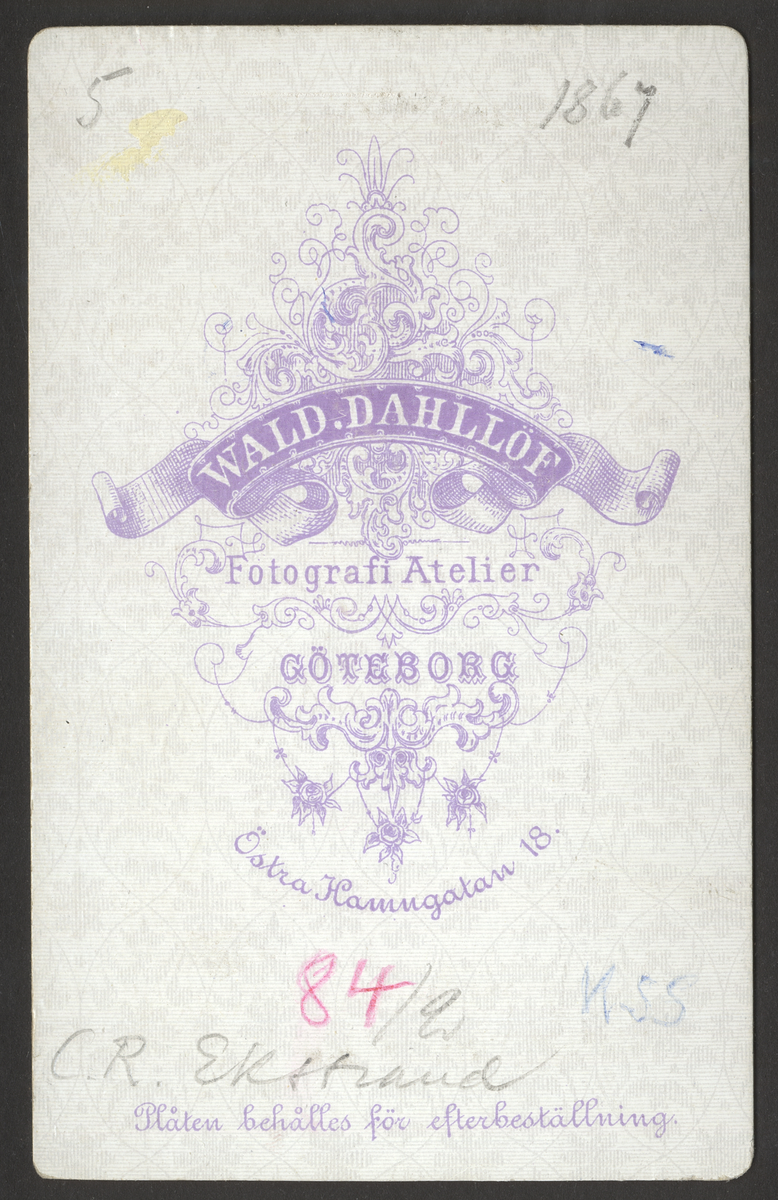 5 1867
WALD. DAHLLÖF
Fotografi Atelier
GÖTEBORG
Östra Hamngatan 18.
84/2 K 55
C. R. Ekstrand
Plåten behålles för efterbeställning.